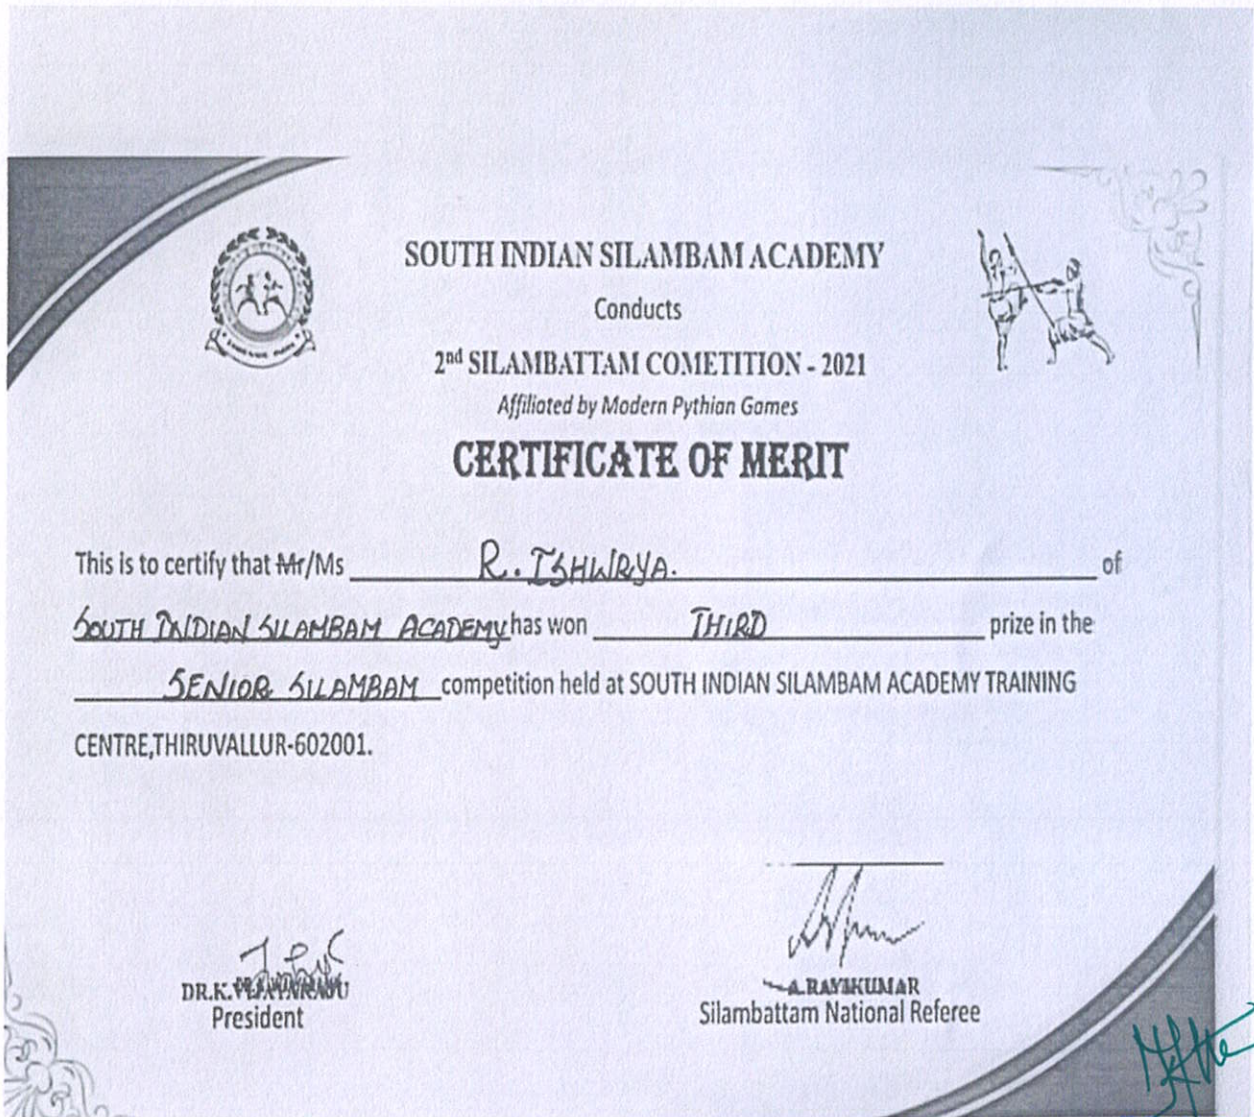 SOUTH INDIAN SILAMBAM ACADEMY
Conducts
2nd SILAMBATTAM COMETITION - 2021
Affiliated by Modern Pythian Games
CERTIFICATE OF MERIT
This is to certify that Mr/Ms R. ISHWRYA. of
SOUTH INDIAN SILAMBAM ACADEMY has won THIRD prize in the
SENIOR SILAMBAM competition held at SOUTH INDIAN SILAMBAM ACADEMY TRAINING
CENTRE,THIRUVALLUR-602001.
DR.K.
President
A.RAVIKUMAR
Silambattam National Referee